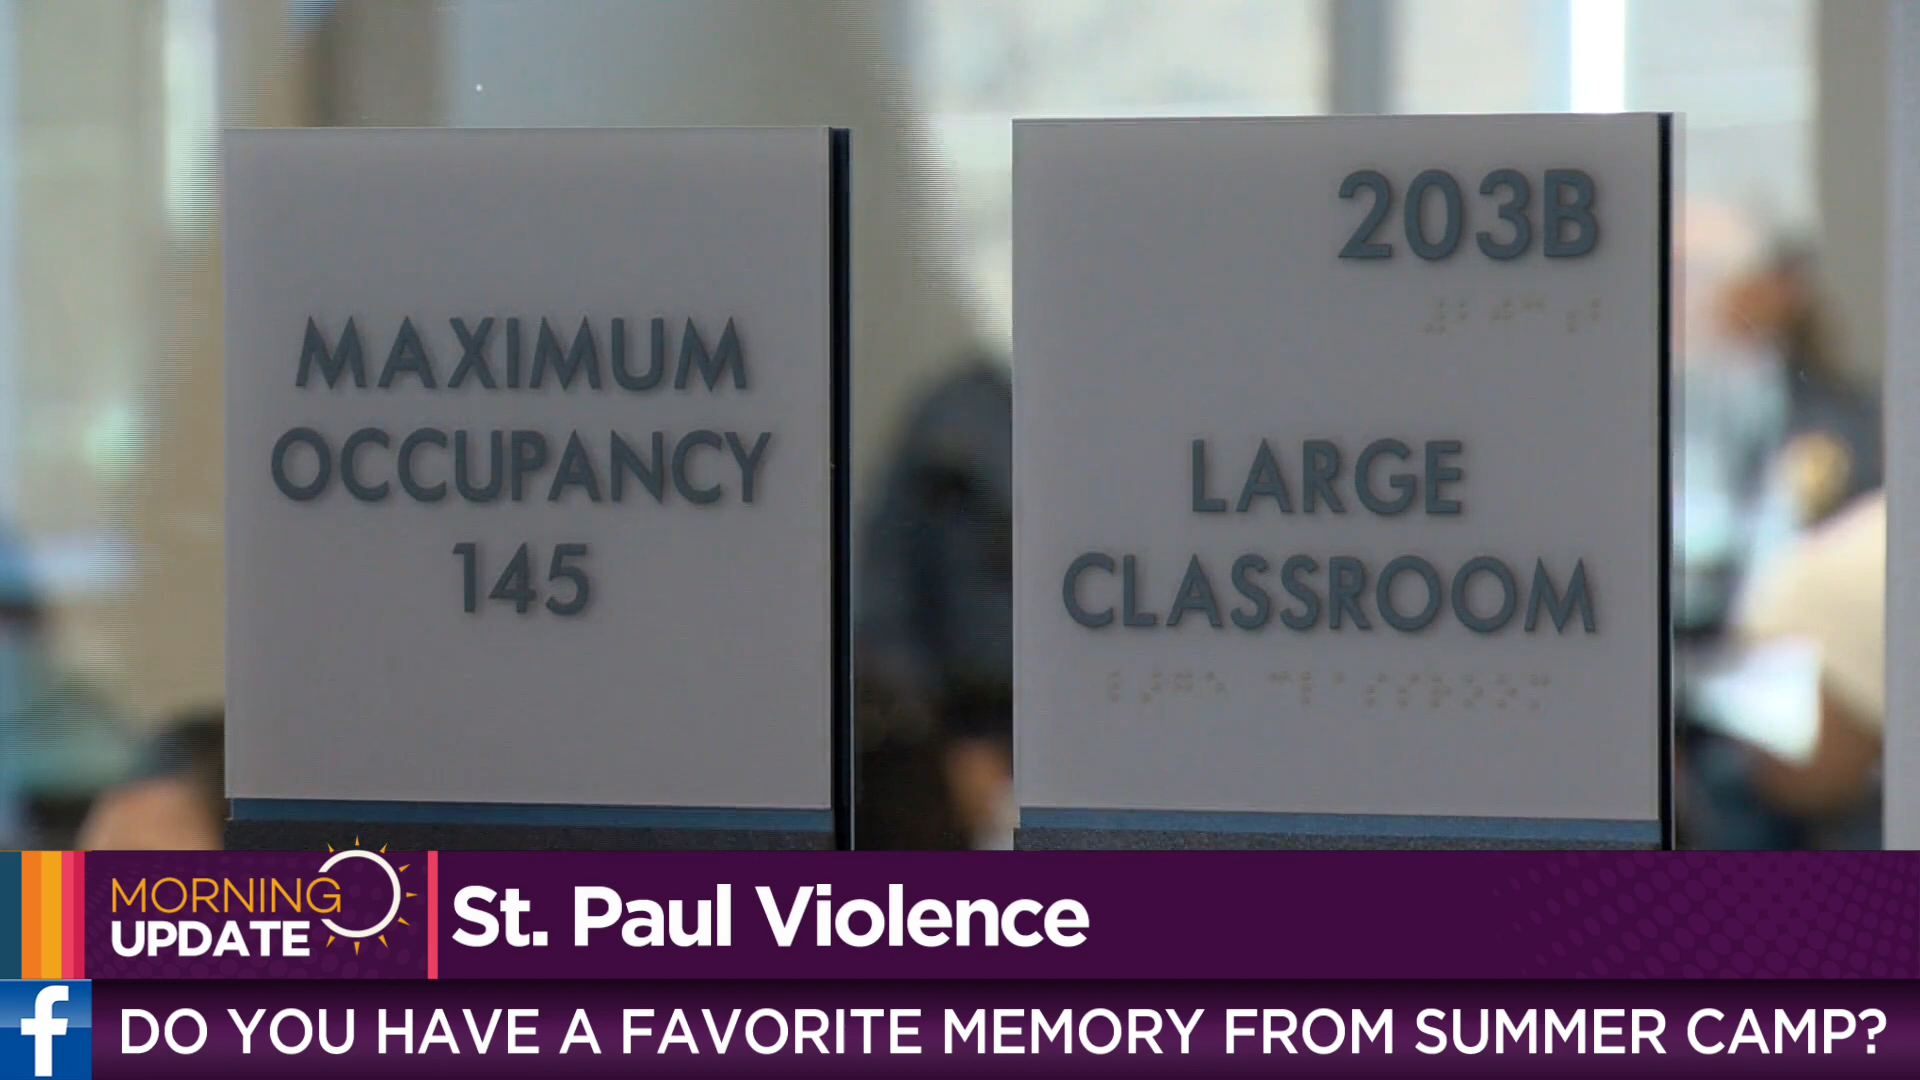 MAXIMUM
OCCUPANCY
145
203B
LARGE
CLASSROOM
MORNING
UPDATE
St. Paul Violence
f DO YOU HAVE A FAVORITE MEMORY FROM SUMMER CAMP?